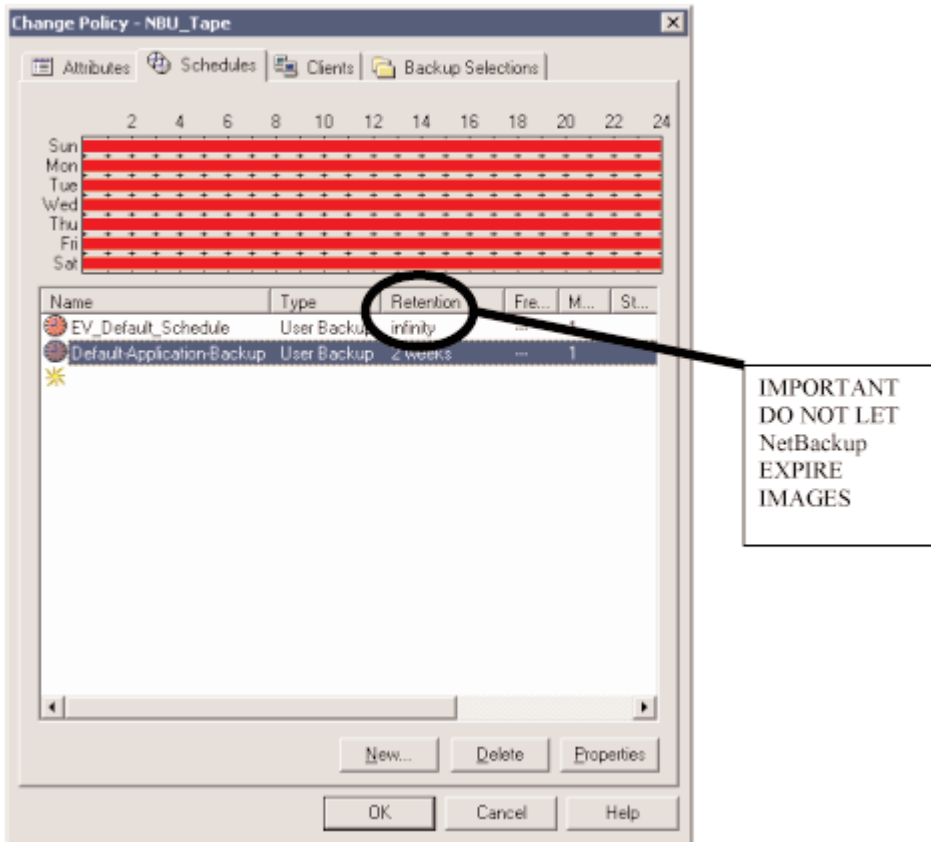 Change Policy - NBU_Tape
Attributes Schedules Clients Backup Selections
2 4 6 8 10 12 14 16 18 20 22 24
Sun
Mon
Tue
Wed
Thu
Fri
Sat
Name Type Retention Fre... M... St...
EV_Default_Schedule User Backup infinity --- 1
Default-Application-Backup User Backup 2 weeks --- 1
New... Delete Properties
OK Cancel Help
IMPORTANT
DO NOT LET
NetBackup
EXPIRE
IMAGES